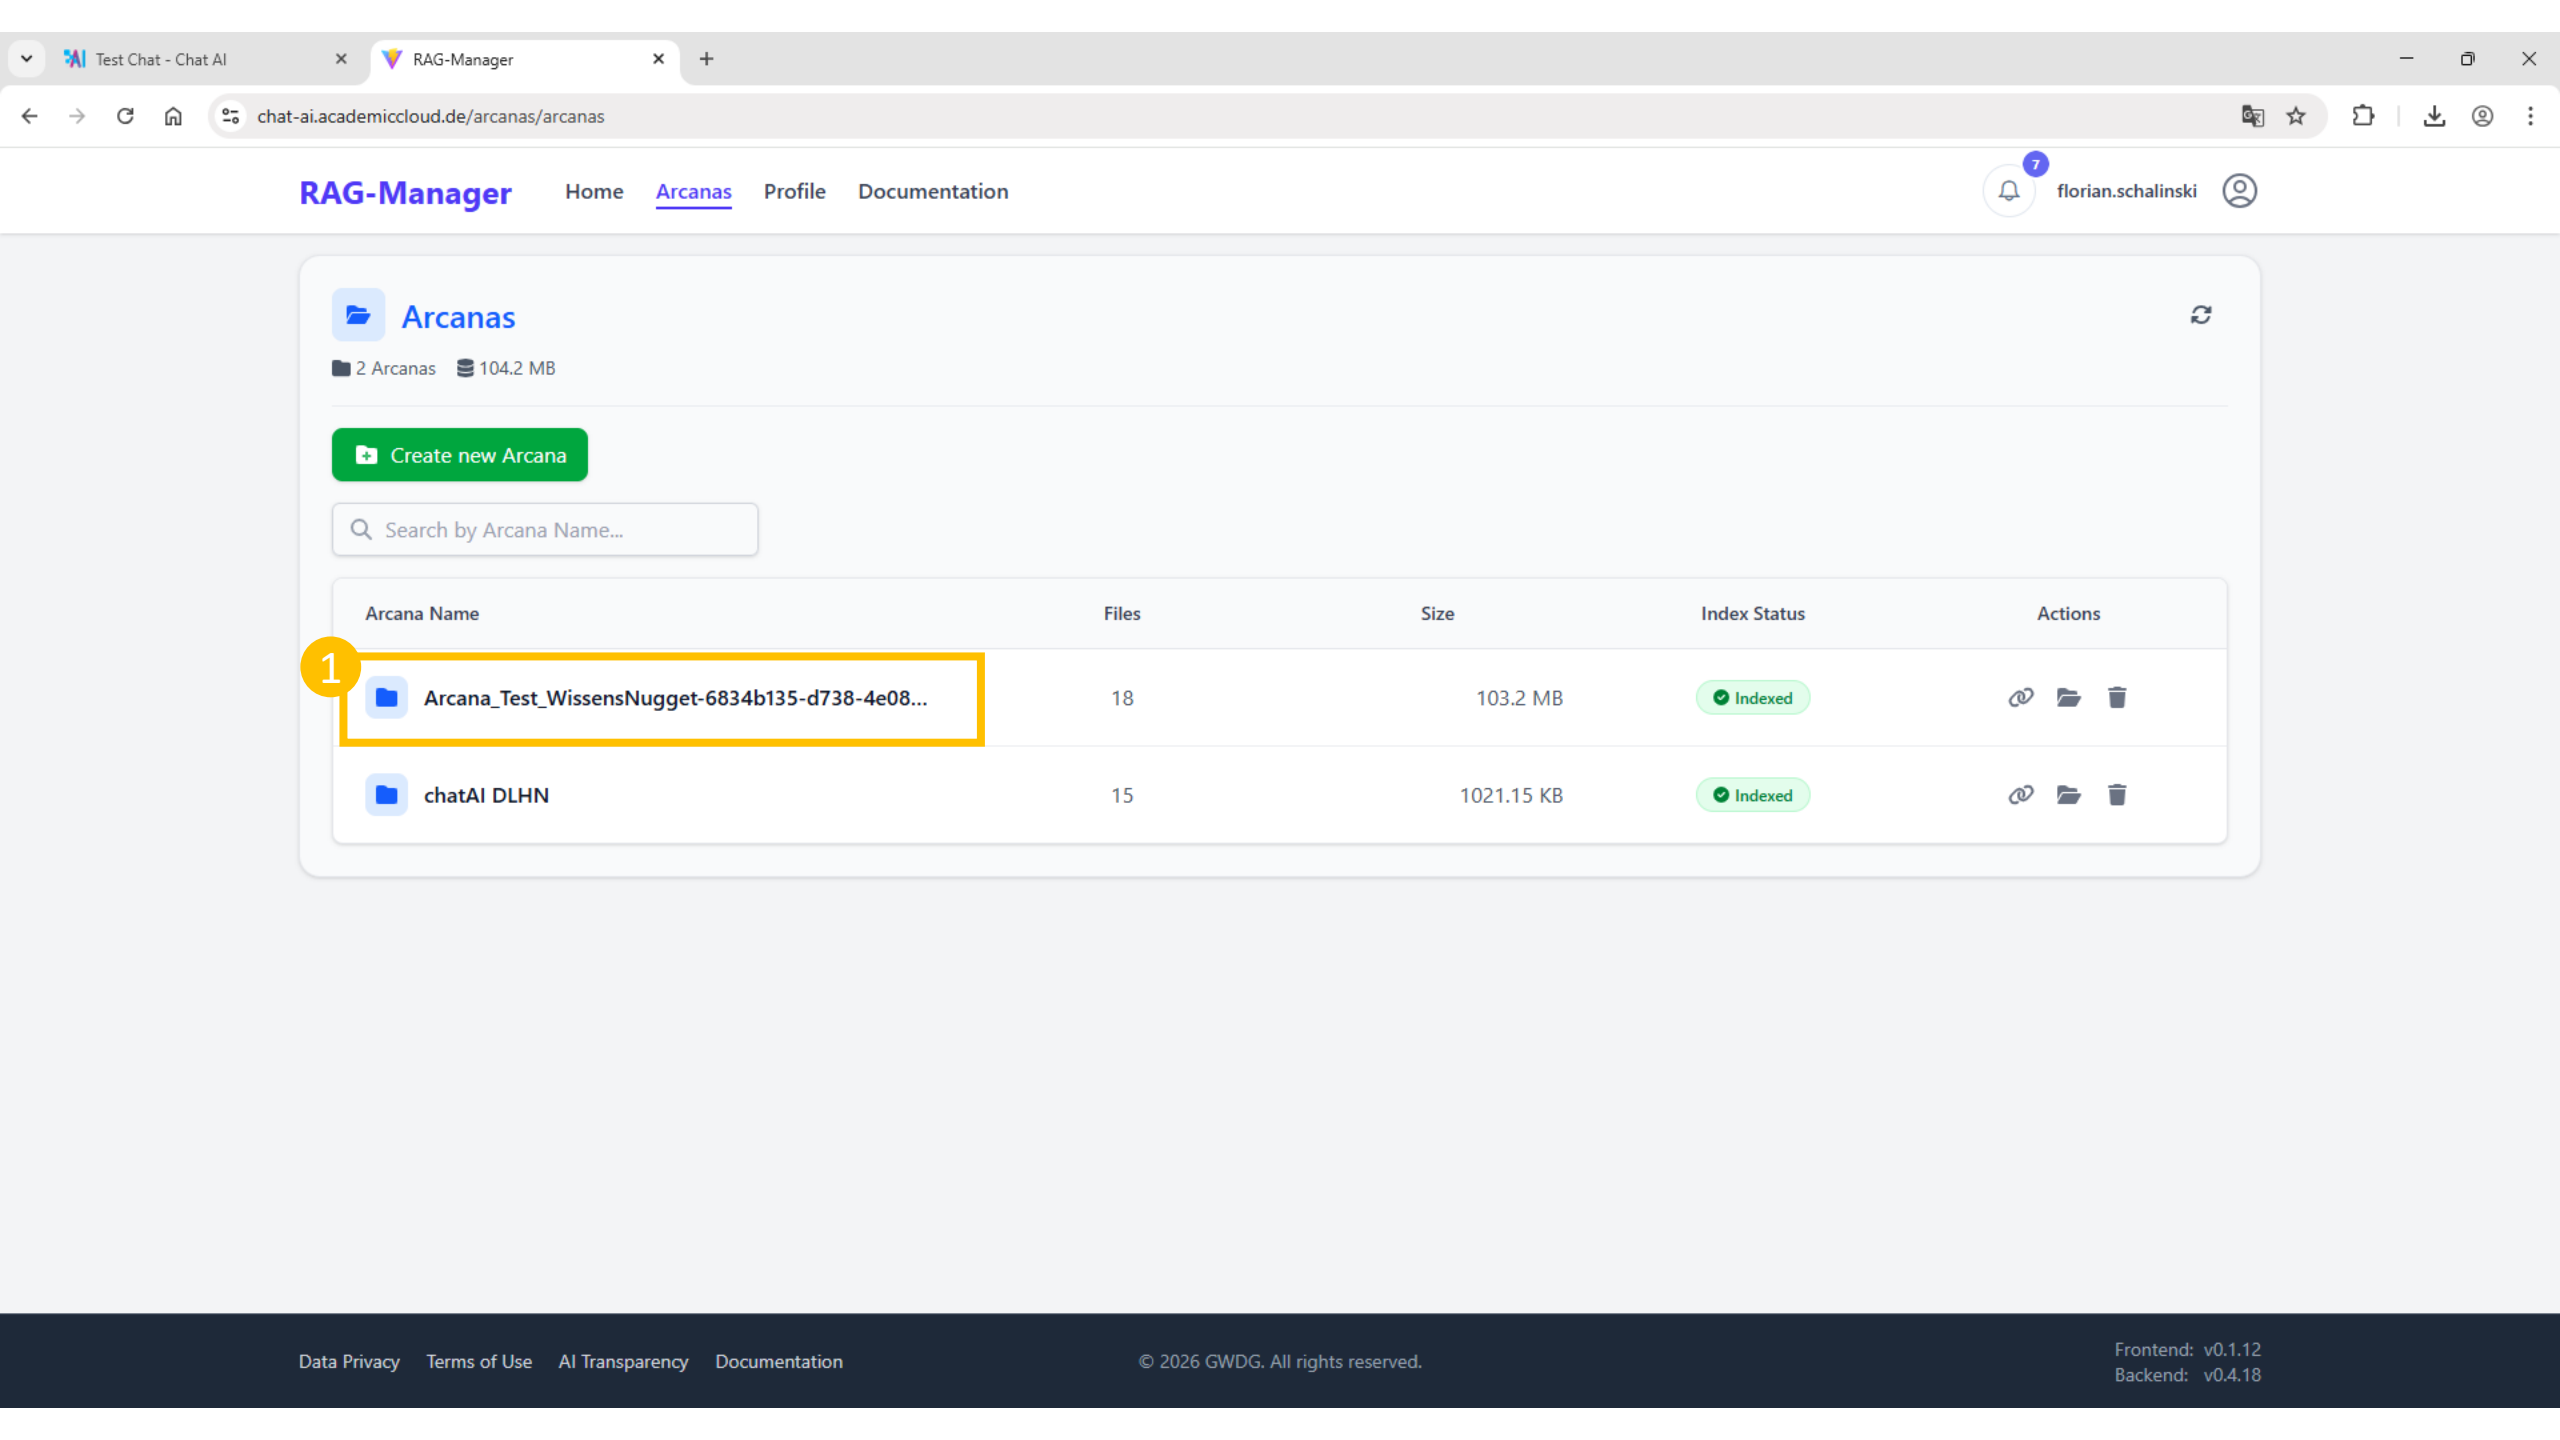 Test Chat - Chat AI
RAG-Manager
chat-ai.academiccloud.de/arcanas/arcanas
RAG-Manager
Home
Arcanas
Profile
Documentation
7
florian.schalinski
Arcanas
2 Arcanas
104.2 MB
Create new Arcana
Search by Arcana Name...
Arcana Name Files Size Index Status Actions
1
Arcana_Test_WissensNugget-6834b135-d738-4e08... 18 103.2 MB Indexed
chatAI DLHN 15 1021.15 KB Indexed
Data Privacy Terms of Use AI Transparency Documentation
© 2026 GWDG. All rights reserved.
Frontend: v0.1.12
Backend: v0.4.18